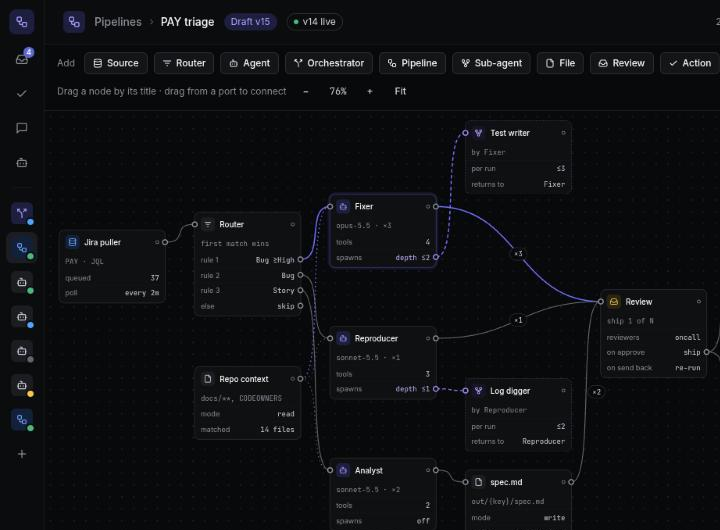 Pipelines › PAY triage Draft v15 v14 live
4
Add Source Router Agent Orchestrator Pipeline Sub-agent File Review Action
Drag a node by its title · drag from a port to connect − 76% + Fit
Test writer
by Fixer
per run ≤3
returns to Fixer
Fixer
opus-5.5 · ×3
tools 4
spawns depth ≤2
Router
first match wins
rule 1 Bug ≥High
rule 2 Bug
rule 3 Story
else skip
Jira puller
PAY · JQL
queued 37
poll every 2m
×3
Review
ship 1 of N
reviewers oncall
on approve ship
on send back re-run
×1
Reproducer
sonnet-5.5 · ×1
tools 3
spawns depth ≤1
Repo context
docs/**, CODEOWNERS
mode read
matched 14 files
Log digger
by Reproducer
per run ≤2
returns to Reproducer
×2
Analyst
sonnet-5.5 · ×2
tools 2
spawns off
spec.md
out/{key}/spec.md
mode write